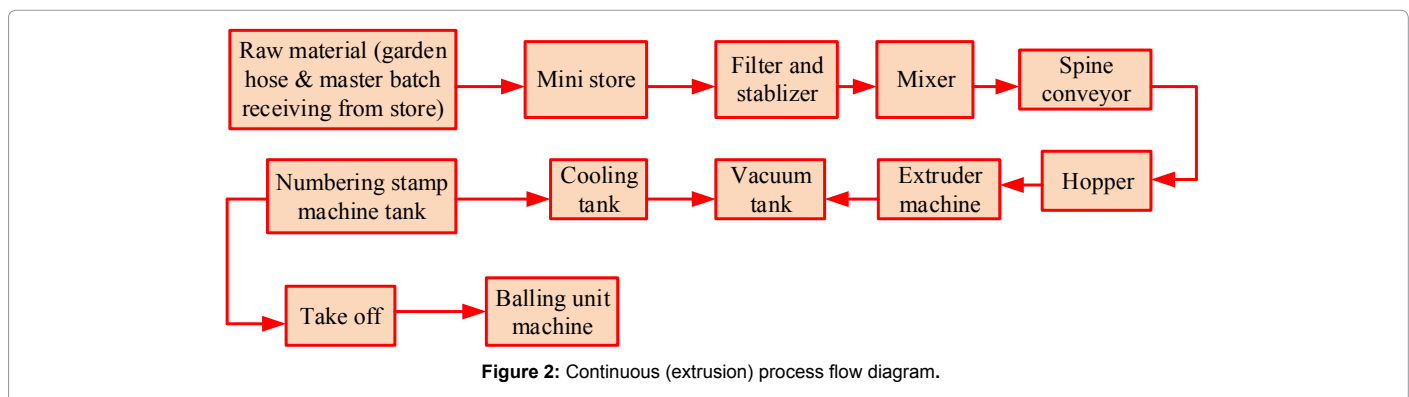 Raw material (garden
hose & master batch
receiving from store)
Mini store
Filter and
stablizer
Mixer
Spine
conveyor
Numbering stamp
machine tank
Cooling
tank
Vacuum
tank
Extruder
machine
Hopper
Take off
Balling unit
machine
Figure 2: Continuous (extrusion) process flow diagram.